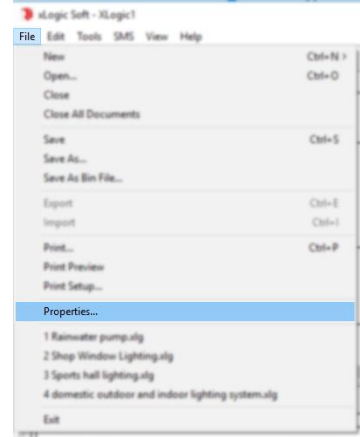 xLogic Soft - XLogic1
File Edit Tools SMS View Help
New Ctrl+N >
Open... Ctrl+O
Close
Close All Documents
Save Ctrl+S
Save As...
Save As Bin File...
Export Ctrl+E
Import Ctrl+I
Print... Ctrl+P
Print Preview
Print Setup...
Properties...
1 Rainwater pump.xlg
2 Shop Window Lighting.xlg
3 Sports hall lighting.xlg
4 domestic outdoor and indoor lighting system.xlg
Exit